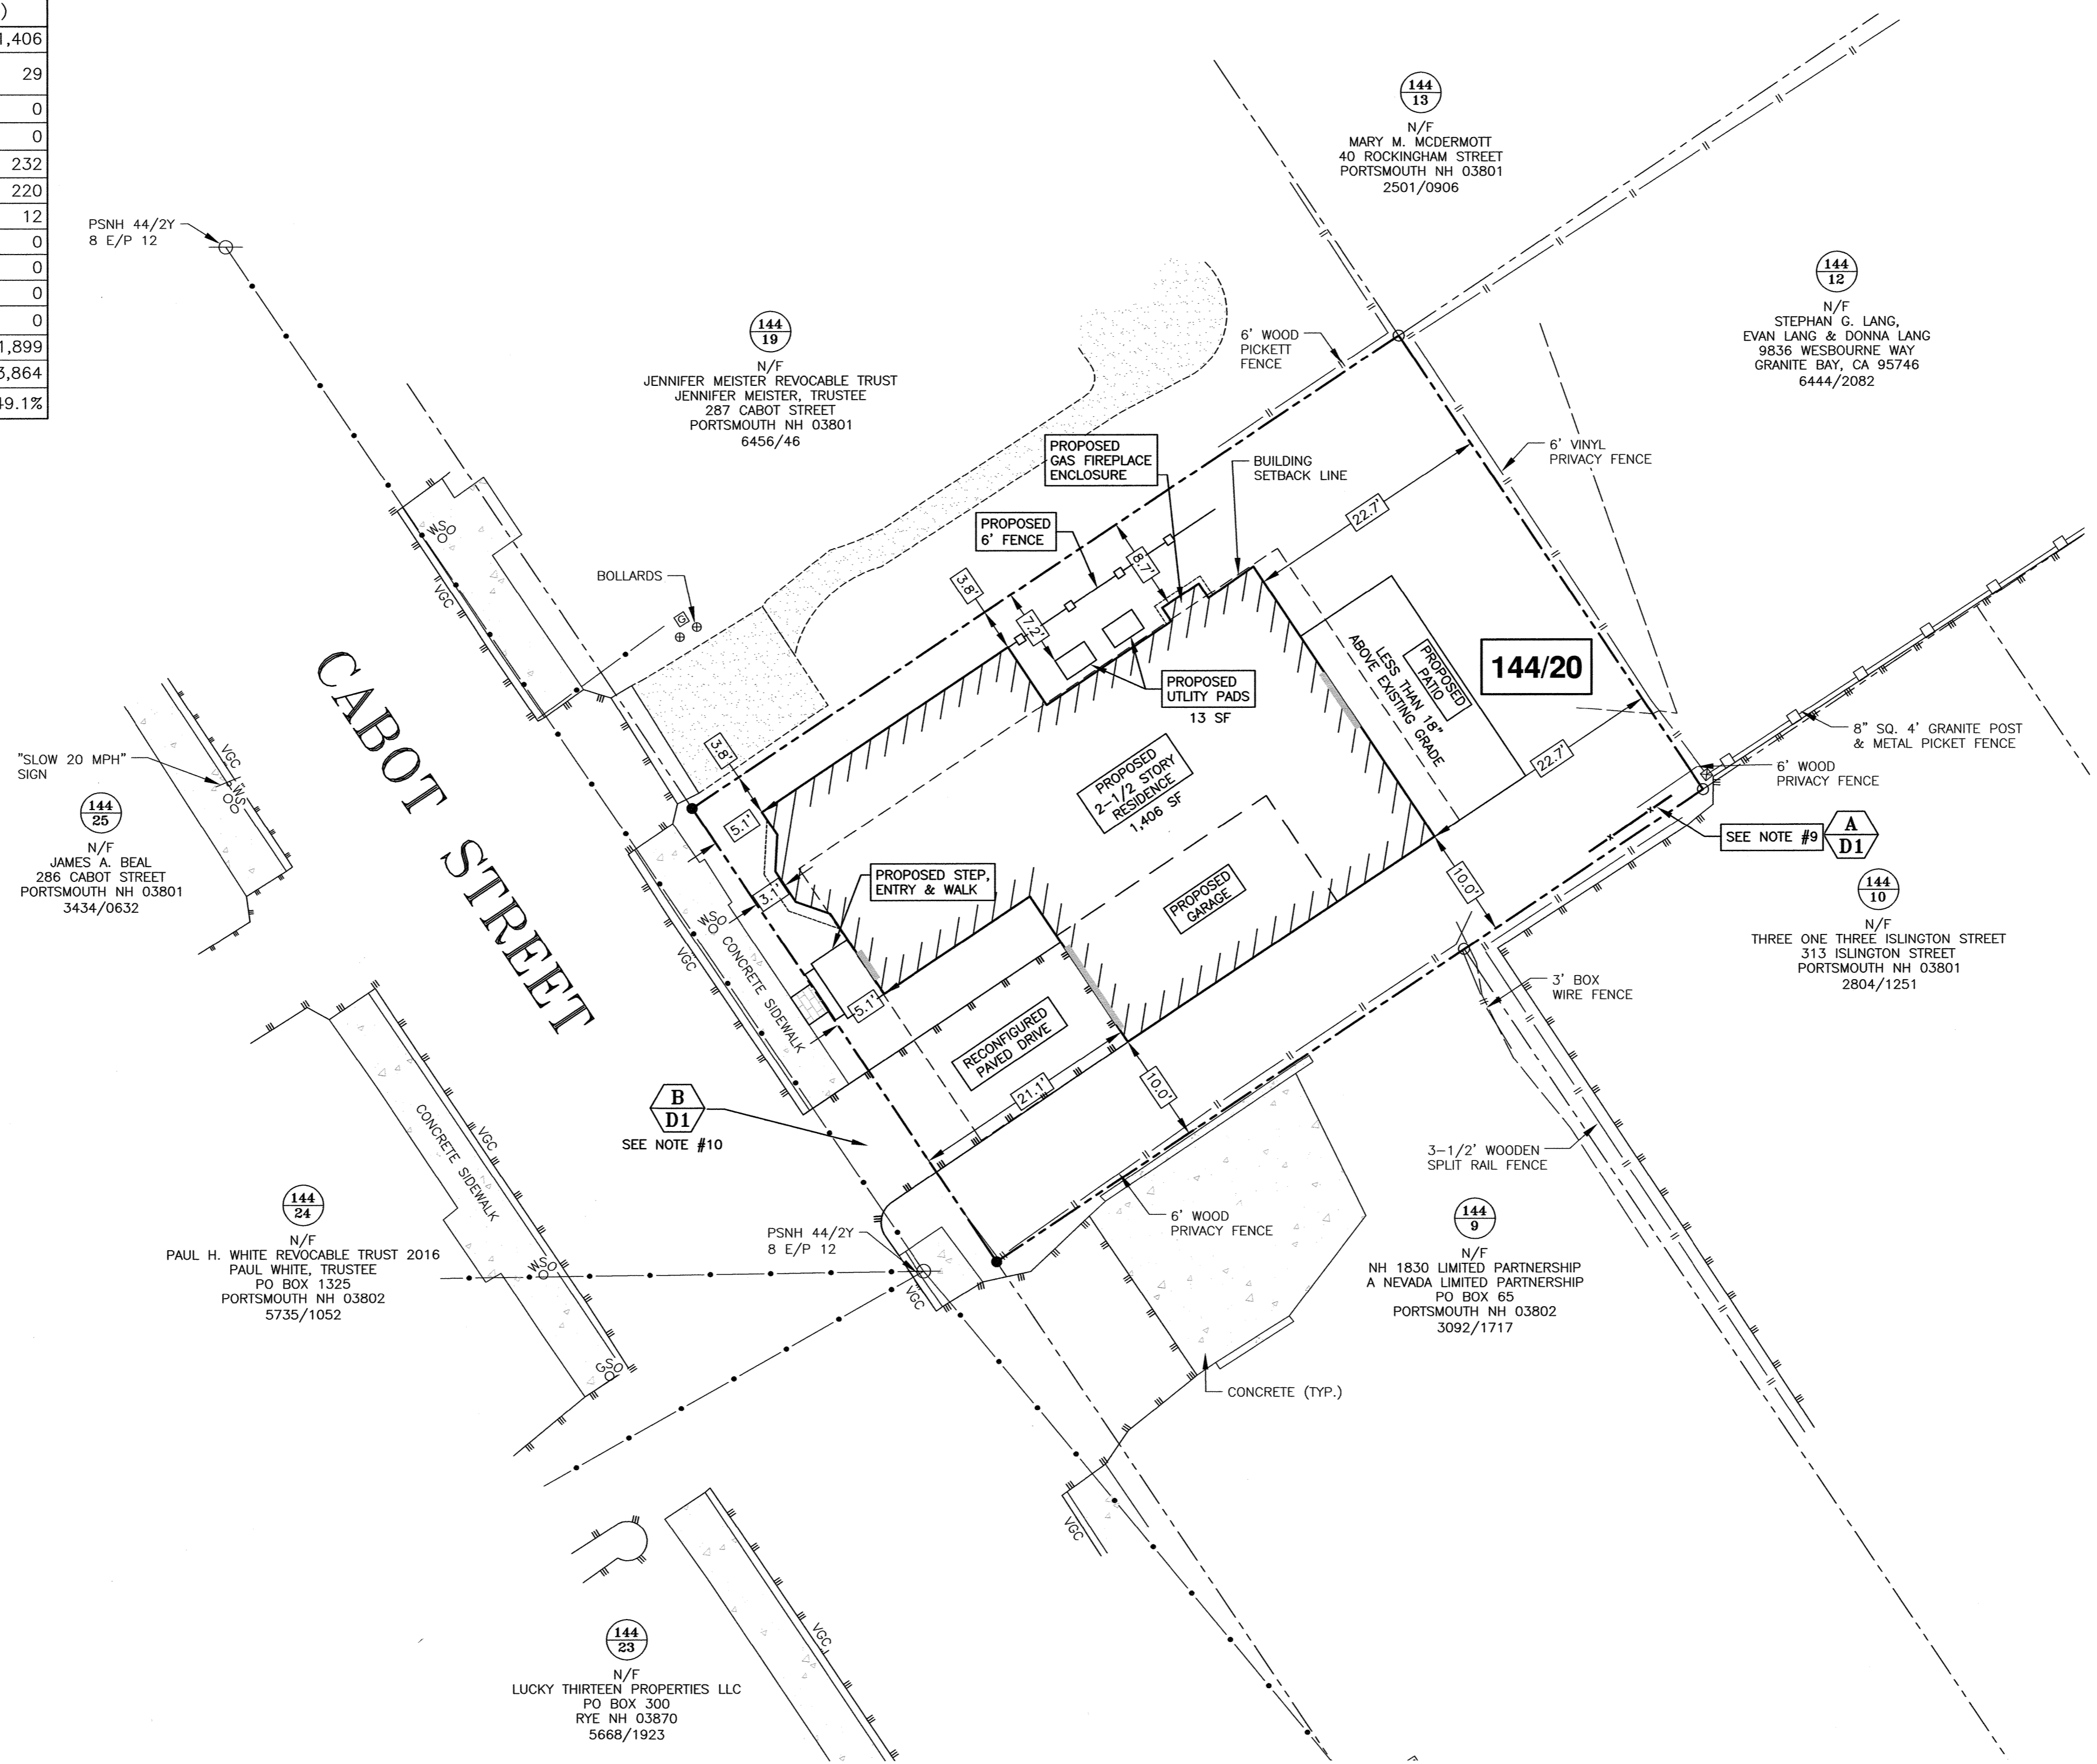 )
1,406
29
0
0
232
220
12
0
0
0
0
1,899
3,864
49.1%
PSNH 44/2Y
8 E/P 12
144
13
N/F
MARY M. MCDERMOTT
40 ROCKINGHAM STREET
PORTSMOUTH NH 03801
2501/0906
144
12
N/F
STEPHAN G. LANG,
EVAN LANG & DONNA LANG
9836 WESBOURNE WAY
GRANITE BAY, CA 95746
6444/2082
144
19
N/F
JENNIFER MEISTER REVOCABLE TRUST
JENNIFER MEISTER, TRUSTEE
287 CABOT STREET
PORTSMOUTH NH 03801
6456/46
6' WOOD
PICKETT
FENCE
PROPOSED
GAS FIREPLACE
ENCLOSURE
BUILDING
SETBACK LINE
6' VINYL
PRIVACY FENCE
22.7'
PROPOSED
6' FENCE
8.7'
3.8'
7.2'
WSO
VGC
BOLLARDS
G
CABOT STREET
PROPOSED
UTLITY PADS
13 SF
PROPOSED
PATIO
LESS THAN 18"
ABOVE EXISTING GRADE
144/20
22.7'
8" SQ. 4' GRANITE POST
& METAL PICKET FENCE
6' WOOD
PRIVACY FENCE
"SLOW 20 MPH"
SIGN
VGC
WSO
144
25
N/F
JAMES A. BEAL
286 CABOT STREET
PORTSMOUTH NH 03801
3434/0632
3.8'
5.1'
PROPOSED
2-1/2 STORY
RESIDENCE
1,406 SF
SEE NOTE #9
A
D1
144
10
N/F
THREE ONE THREE ISLINGTON STREET
313 ISLINGTON STREET
PORTSMOUTH NH 03801
2804/1251
PROPOSED STEP,
ENTRY & WALK
3.1'
PROPOSED
GARAGE
10.0'
WSO
CONCRETE SIDEWALK
VGC
5.1'
3' BOX
WIRE FENCE
RECONFIGURED
PAVED DRIVE
21.1'
10.0'
B
D1
SEE NOTE #10
CONCRETE SIDEWALK
VGC
3-1/2' WOODEN
SPLIT RAIL FENCE
144
24
N/F
PAUL H. WHITE REVOCABLE TRUST 2016
PAUL WHITE, TRUSTEE
PO BOX 1325
PORTSMOUTH NH 03802
5735/1052
WSO
PSNH 44/2Y
8 E/P 12
VGC
6' WOOD
PRIVACY FENCE
144
9
N/F
NH 1830 LIMITED PARTNERSHIP
A NEVADA LIMITED PARTNERSHIP
PO BOX 65
PORTSMOUTH NH 03802
3092/1717
GSO
CONCRETE (TYP.)
VGC
VGC
144
23
N/F
LUCKY THIRTEEN PROPERTIES LLC
PO BOX 300
RYE NH 03870
5668/1923